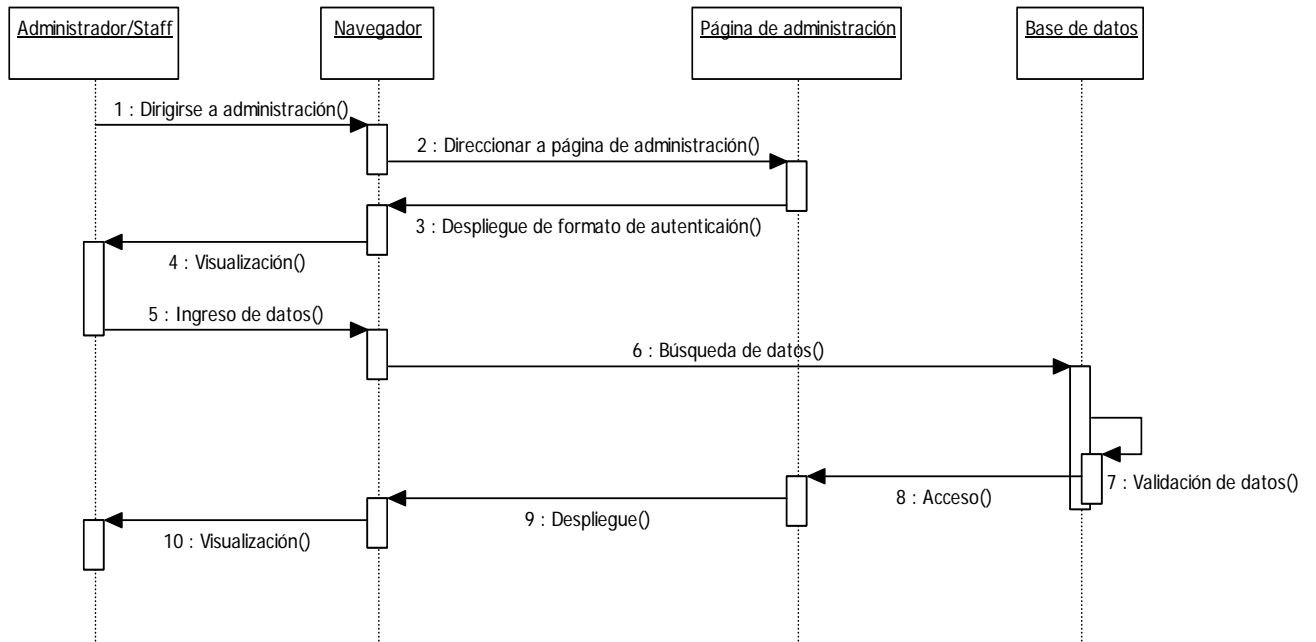 Administrador/Staff
Navegador
Página de administración
Base de datos
1 : Dirigirse a administración()
2 : Direccionar a página de administración()
3 : Despliegue de formato de autenticaión()
4 : Visualización()
5 : Ingreso de datos()
6 : Búsqueda de datos()
7 : Validación de datos()
8 : Acceso()
9 : Despliegue()
10 : Visualización()